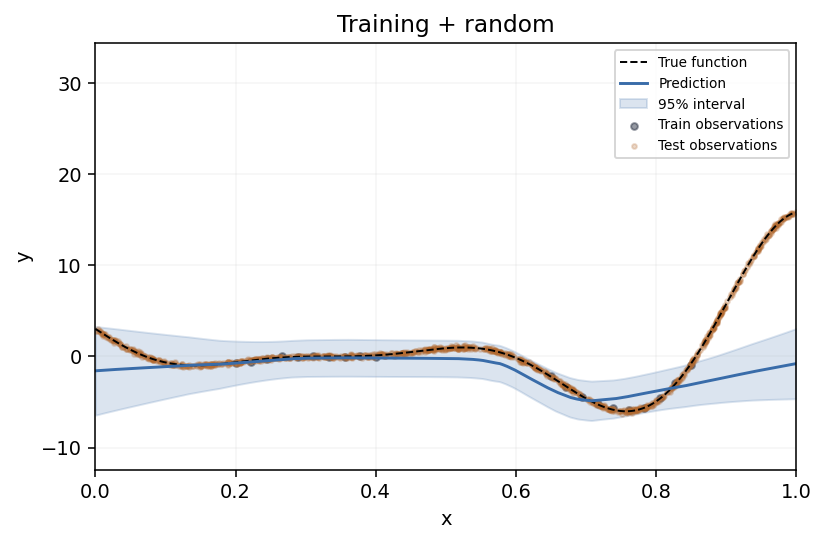 Training + random
True function
Prediction
95% interval
Train observations
Test observations
y
30
20
10
0
−10
0.0 0.2 0.4 0.6 0.8 1.0
x